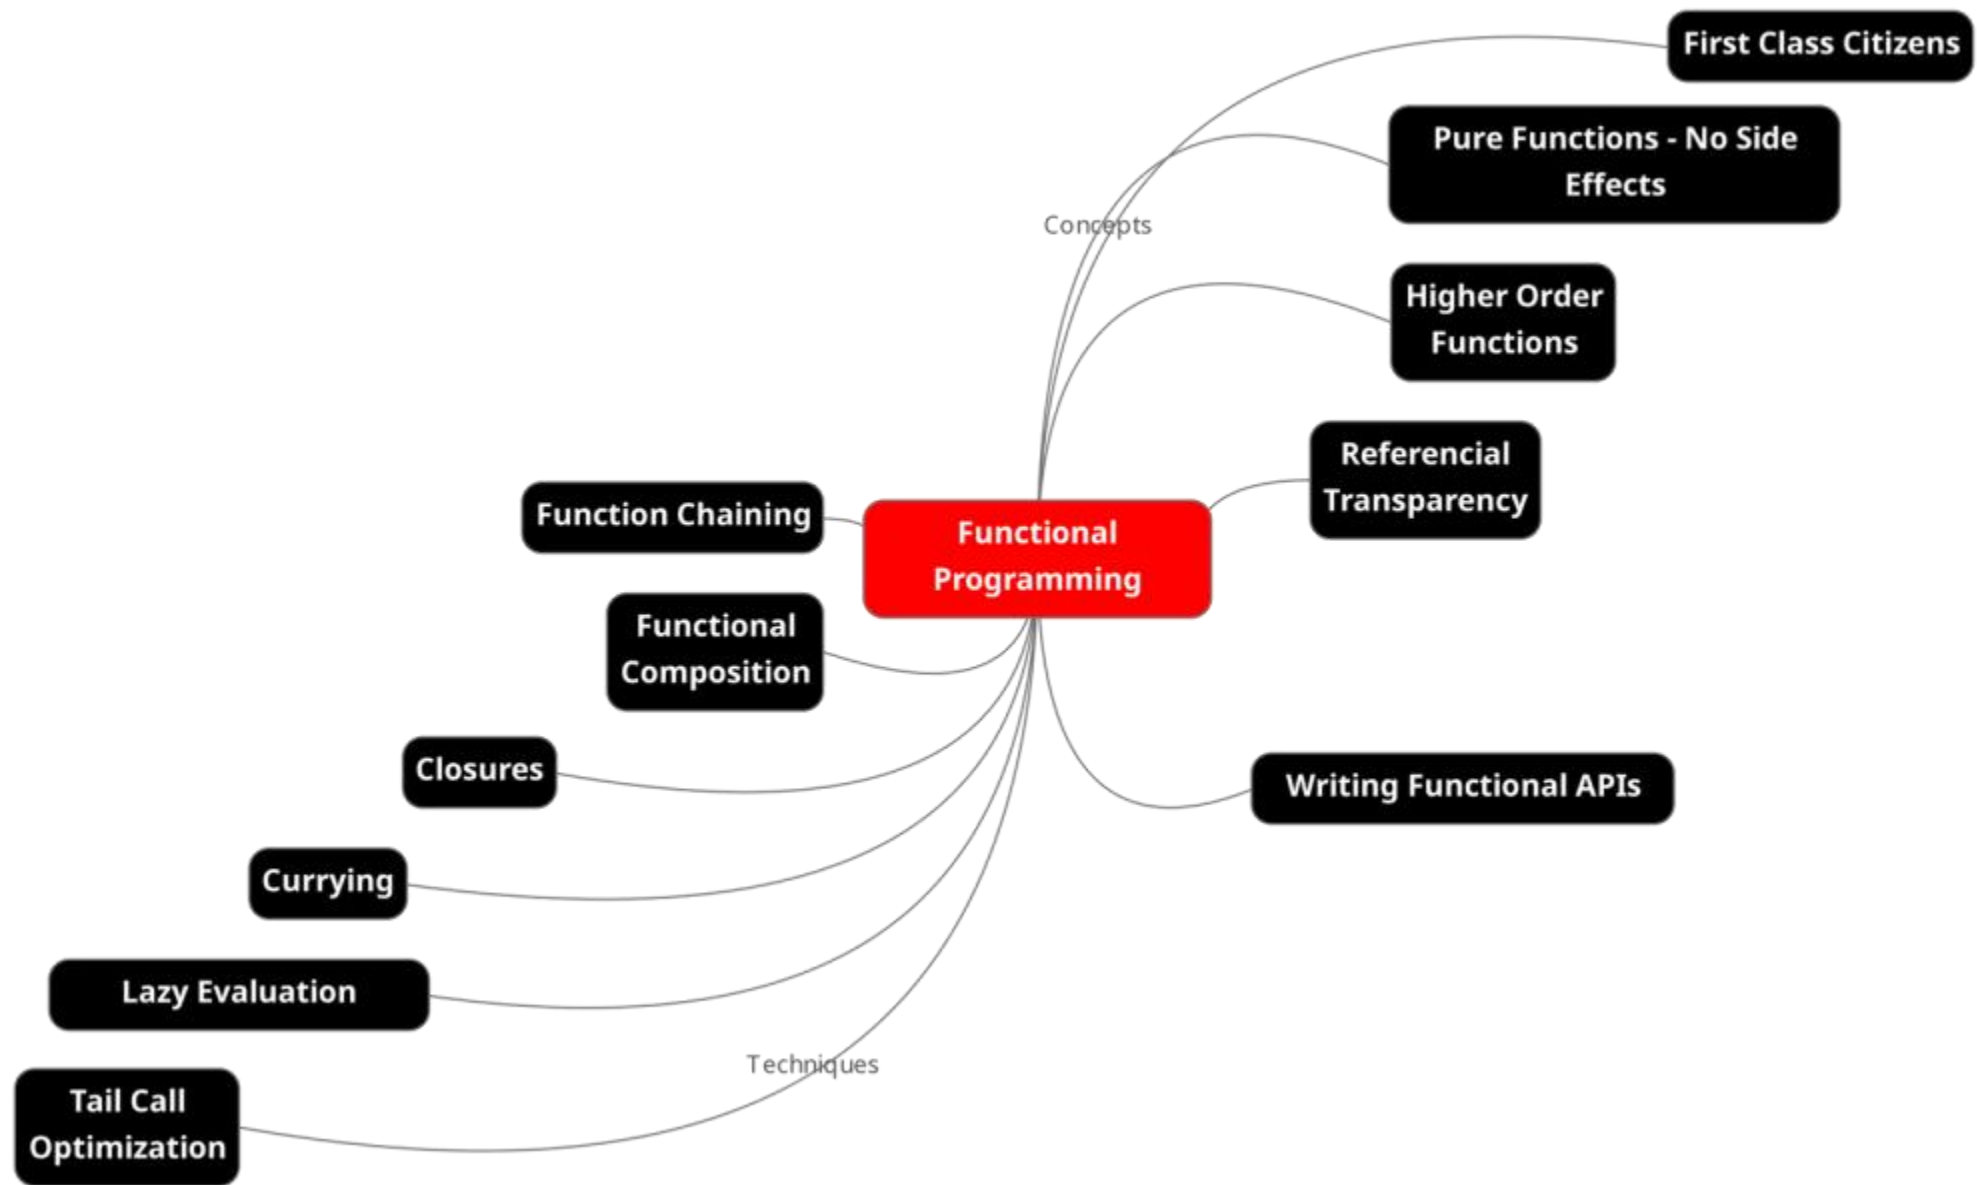 First Class Citizens
Pure Functions - No Side
Effects
Concepts
Higher Order
Functions
Referencial
Transparency
Function Chaining
Functional
Programming
Functional
Composition
Closures
Writing Functional APIs
Currying
Lazy Evaluation
Techniques
Tail Call
Optimization